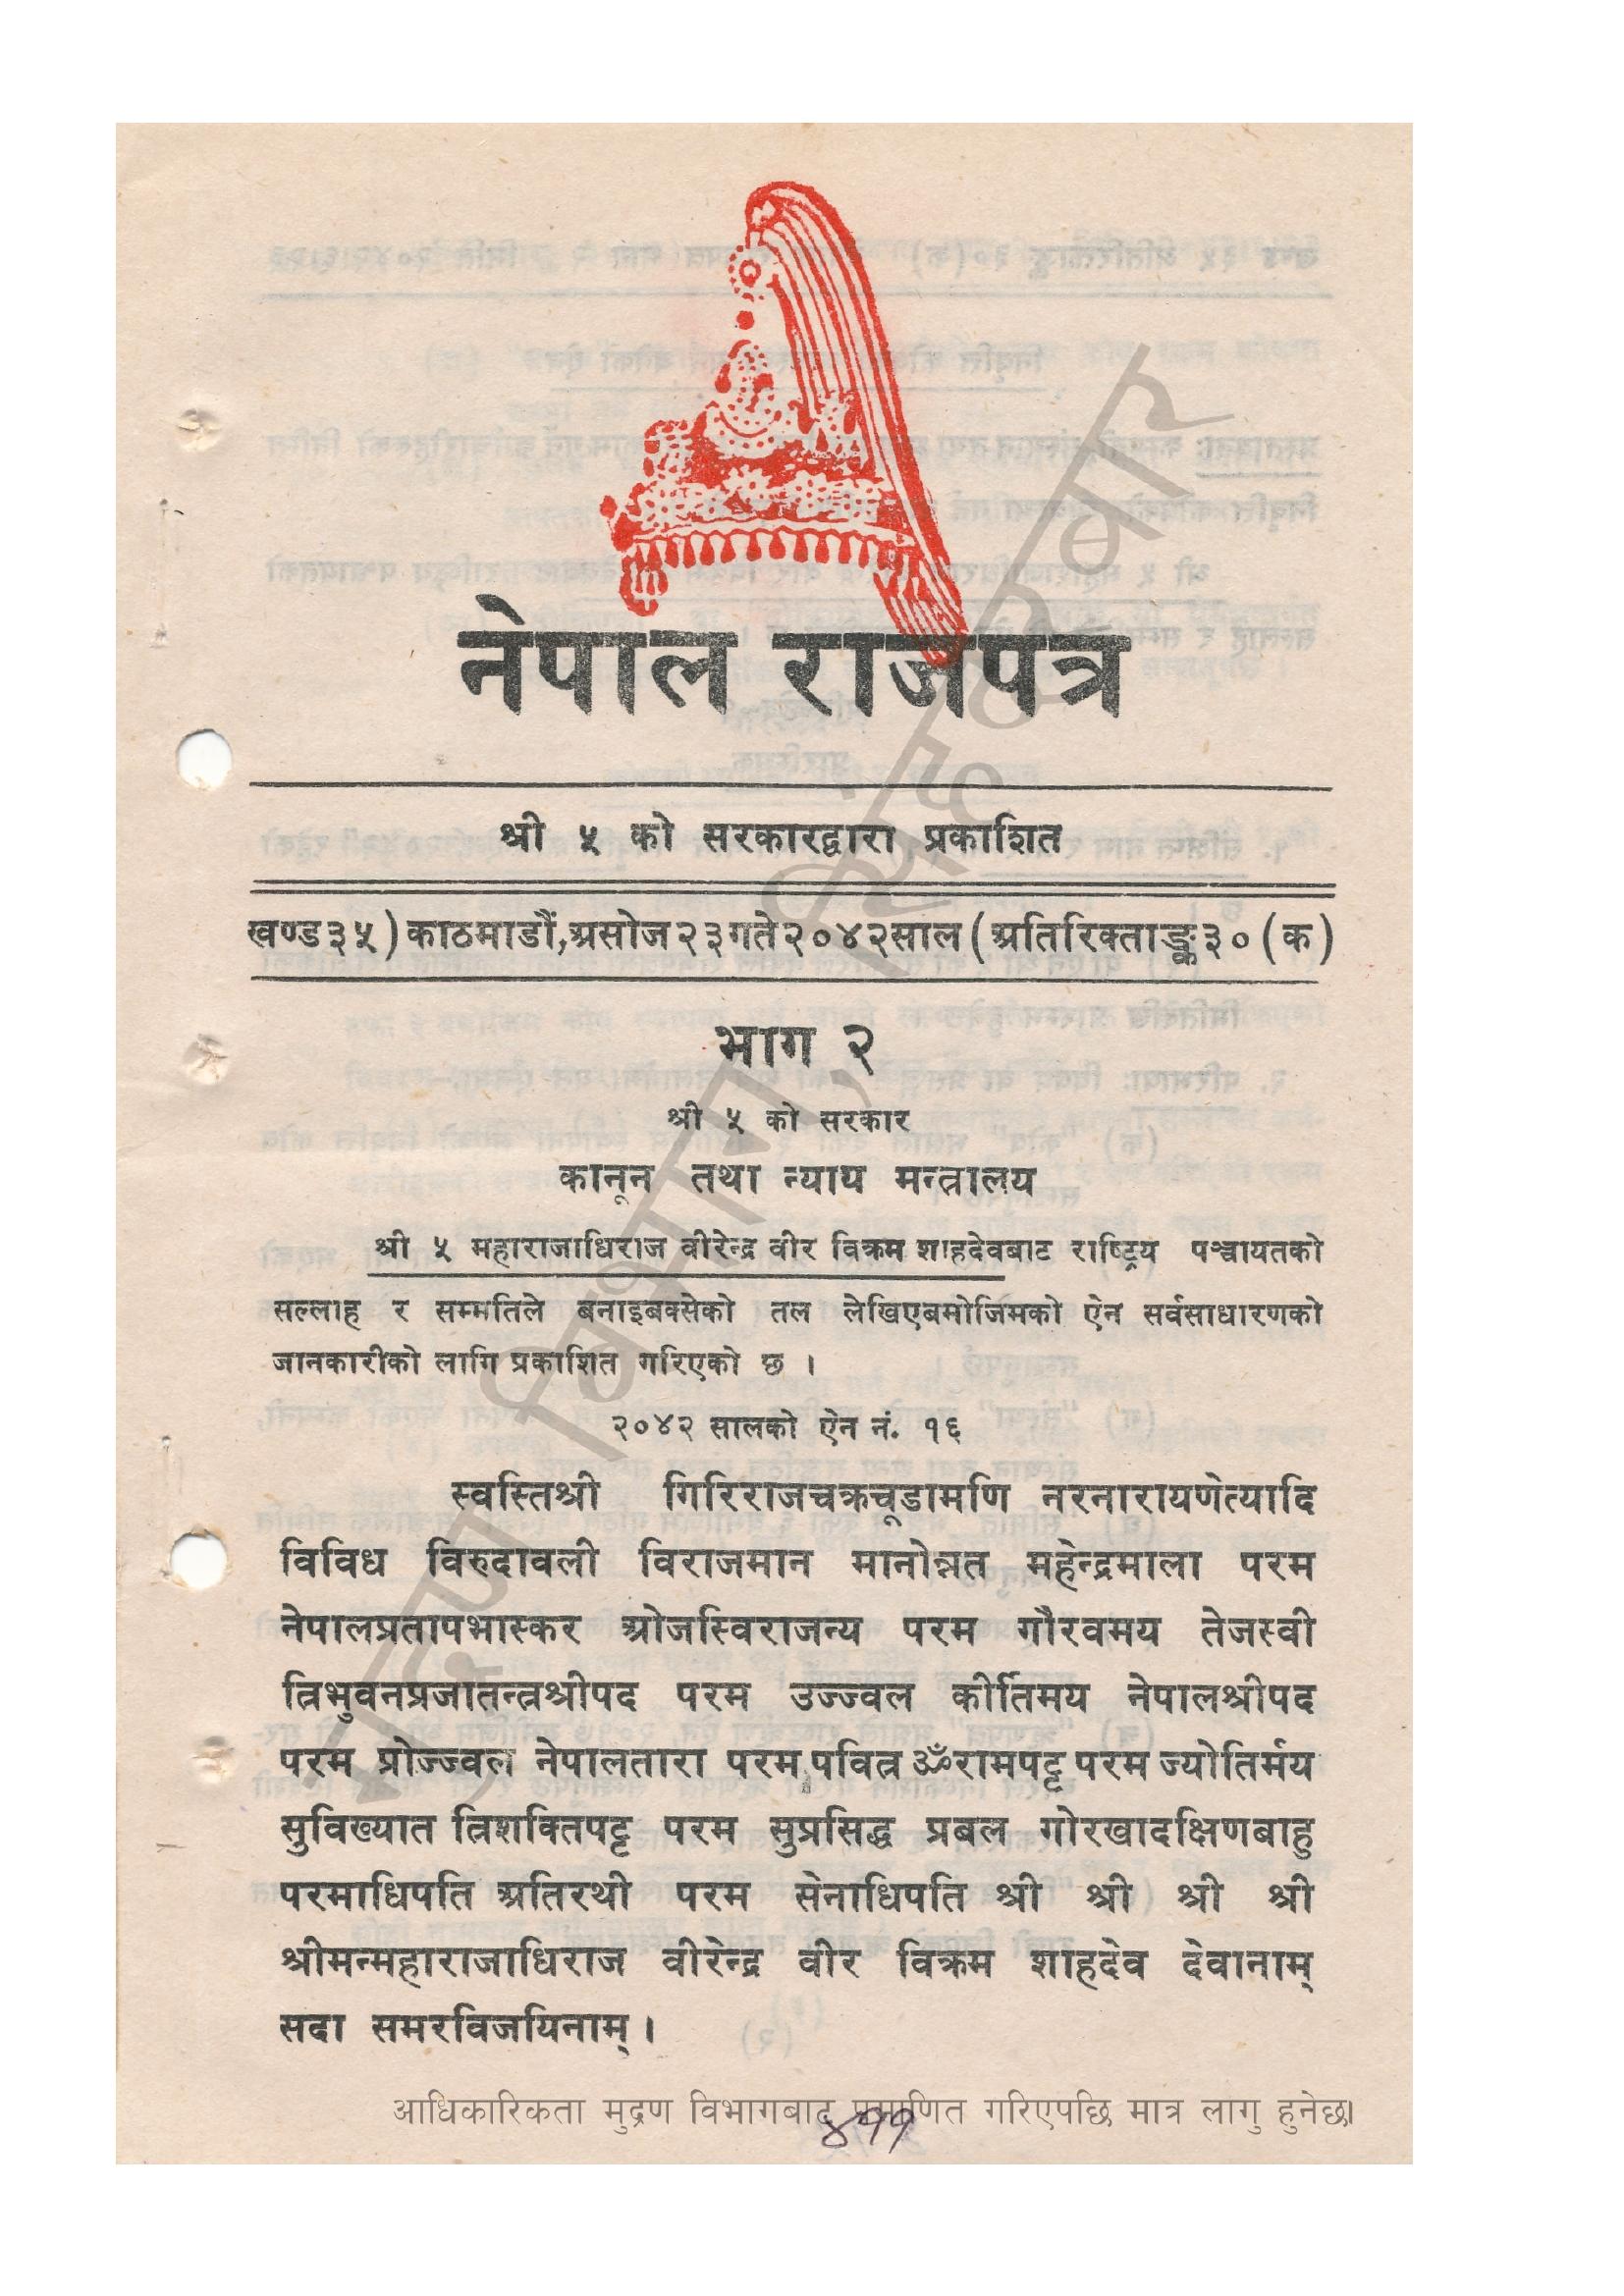 नेपाल राजपत्र
श्री ५ को सरकारद्वारा प्रकाशित
खण्ड ३५ ) काठमाडौं, असोज २३ गते २०४२ साल ( अतिरिक्ताङ्क ३० (क)
भाग २
श्री ५ को सरकार
कानून तथा न्याय मन्त्रालय
श्री ५ महाराजाधिराज वीरेन्द्र वीर विक्रम शाहदेवबाट राष्ट्रिय पञ्चायतको
सल्लाह र सम्मतिले बनाइबक्सेको तल लेखिएबमोजिमको ऐन सर्वसाधारणको
जानकारीको लागि प्रकाशित गरिएको छ ।
२०४२ सालको ऐन नं. १६
स्वस्तिश्री गिरिराजचक्रचूडामणि नरनारायणेत्यादि
विविध विरुदावली विराजमान मानोन्नत महेन्द्रमाला परम
नेपालप्रतापभास्कर ओजस्विराजन्य परम गौरवमय तेजस्वी
त्रिभुवनप्रजातन्त्रश्रीपद परम उज्ज्वल कीर्तिमय नेपालश्रीपद
परम प्रोज्ज्वल नेपालतारा परम पवित्र ॐरामपट्ट परम ज्योतिर्मय
सुविख्यात त्रिशक्तिपट्ट परम सुप्रसिद्ध प्रबल गोरखादक्षिणबाहु
परमाधिपति अतिरथी परम सेनाधिपति श्री श्री श्री श्री
श्रीमन्महाराजाधिराज वीरेन्द्र वीर विक्रम शाहदेव देवानाम्
सदा समरविजयिनाम् ।
आधिकारिकता मुद्रण विभागबाट प्रमाणित गरिएपछि मात्र लागु हुनेछ।
४११